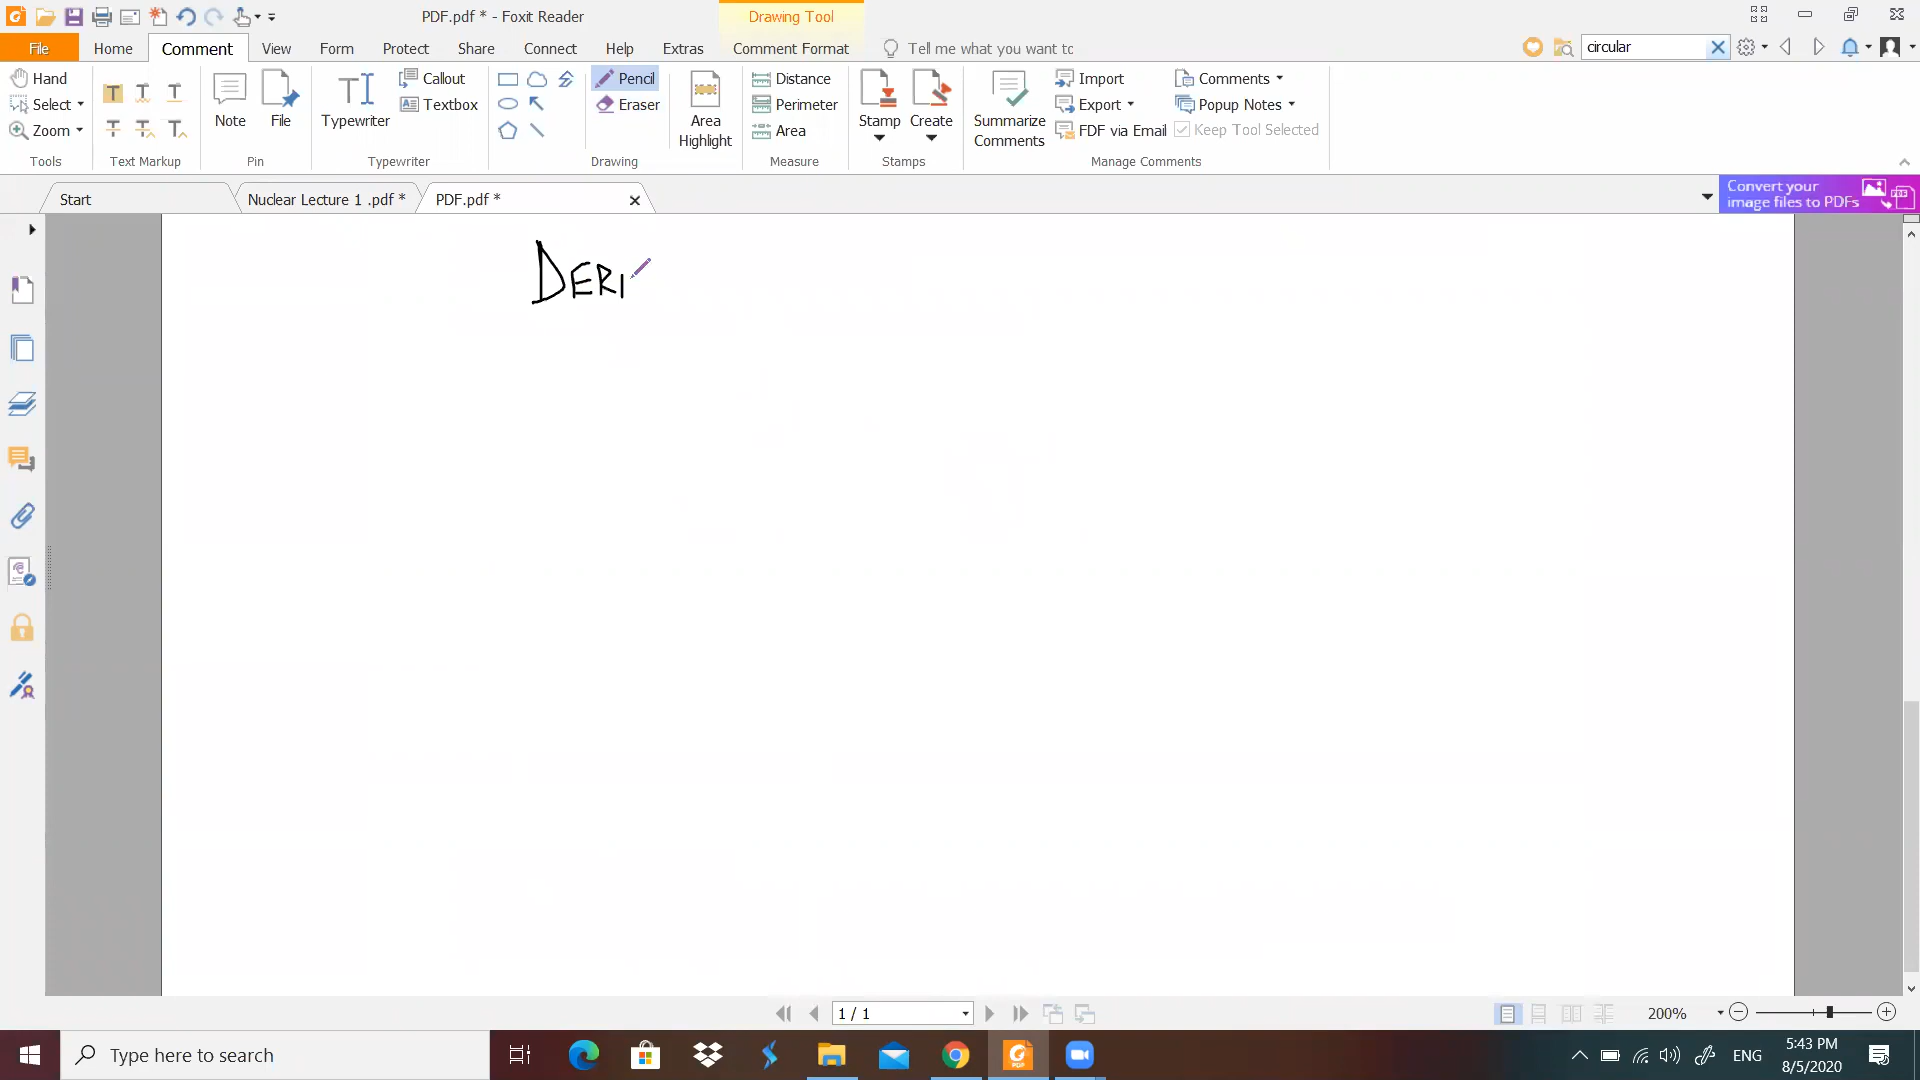 PDF.pdf * - Foxit Reader
Drawing Tool
File Home Comment View Form Protect Share Connect Help Extras Comment Format Tell me what you want to
circular
Hand
Select
Zoom
Tools
Text Markup
Note
File
Pin
Typewriter
Callout
Textbox
Typewriter
Pencil
Eraser
Drawing
Area
Highlight
Distance
Perimeter
Area
Measure
Stamp
Create
Stamps
Summarize
Comments
Import
Export
FDF via Email
Comments
Popup Notes
Keep Tool Selected
Manage Comments
Start
Nuclear Lecture 1 .pdf *
PDF.pdf *
Convert your
image files to PDFs
DERI
1 / 1
200%
Type here to search
ENG
5:43 PM
8/5/2020